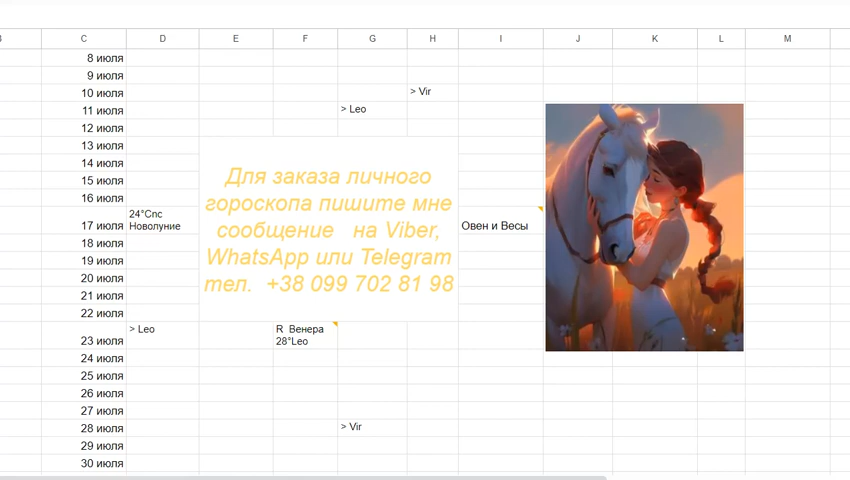 C D E F G H I J K L M
8 июля
9 июля
10 июля > Vir
11 июля > Leo
12 июля
13 июля
14 июля
15 июля
16 июля
24°Cnc
17 июля Новолуние Овен и Весы
18 июля
19 июля
20 июля
21 июля
22 июля
Для заказа личного
гороскопа пишите мне
сообщение на Viber,
WhatsApp или Telegram
тел. +38 099 702 81 98
> Leo R Венера
23 июля 28°Leo
24 июля
25 июля
26 июля
27 июля
28 июля > Vir
29 июля
30 июля